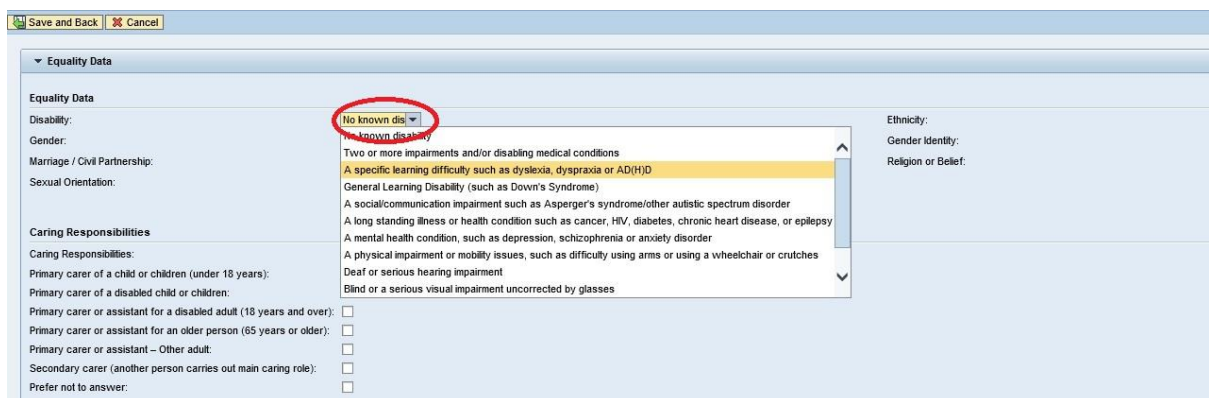 Save and Back Cancel
Equality Data
Equality Data
Disability: No known dis Ethnicity:
Gender: No known disability Gender Identity:
Two or more impairments and/or disabling medical conditions
Marriage / Civil Partnership: A specific learning difficulty such as dyslexia, dyspraxia or AD(H)D Religion or Belief:
Sexual Orientation: General Learning Disability (such as Down's Syndrome)
A social/communication impairment such as Asperger's syndrome/other autistic spectrum disorder
A long standing illness or health condition such as cancer, HIV, diabetes, chronic heart disease, or epilepsy
Caring Responsibilities A mental health condition, such as depression, schizophrenia or anxiety disorder
Caring Responsibilities: A physical impairment or mobility issues, such as difficulty using arms or using a wheelchair or crutches
Primary carer of a child or children (under 18 years): Deaf or serious hearing impairment
Primary carer of a disabled child or children: Blind or a serious visual impairment uncorrected by glasses
Primary carer or assistant for a disabled adult (18 years and over):
Primary carer or assistant for an older person (65 years or older):
Primary carer or assistant – Other adult:
Secondary carer (another person carries out main caring role):
Prefer not to answer: